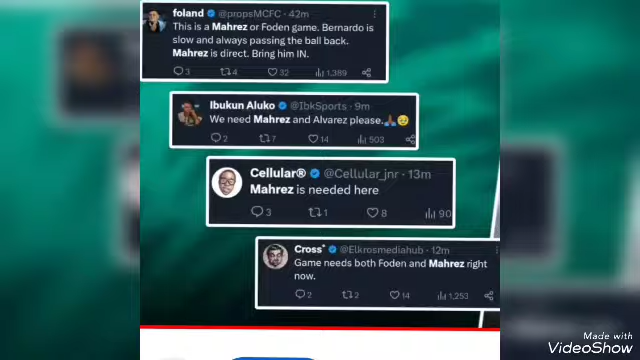 foland @propsMCFC · 42m
This is a Mahrez or Foden game. Bernardo is
slow and always passing the ball back.
Mahrez is direct. Bring him IN.
3 4 32 1,389
Ibukun Aluko @IbkSports · 9m
We need Mahrez and Alvarez please.🙏🏾🥹
2 7 14 503
Cellular® @Cellular_jnr · 13m
Mahrez is needed here
3 1 8 90
Cross* @Elkrosmediahub · 12m
Game needs both Foden and Mahrez right
now.
2 2 14 1,253
Made with
VideoShow